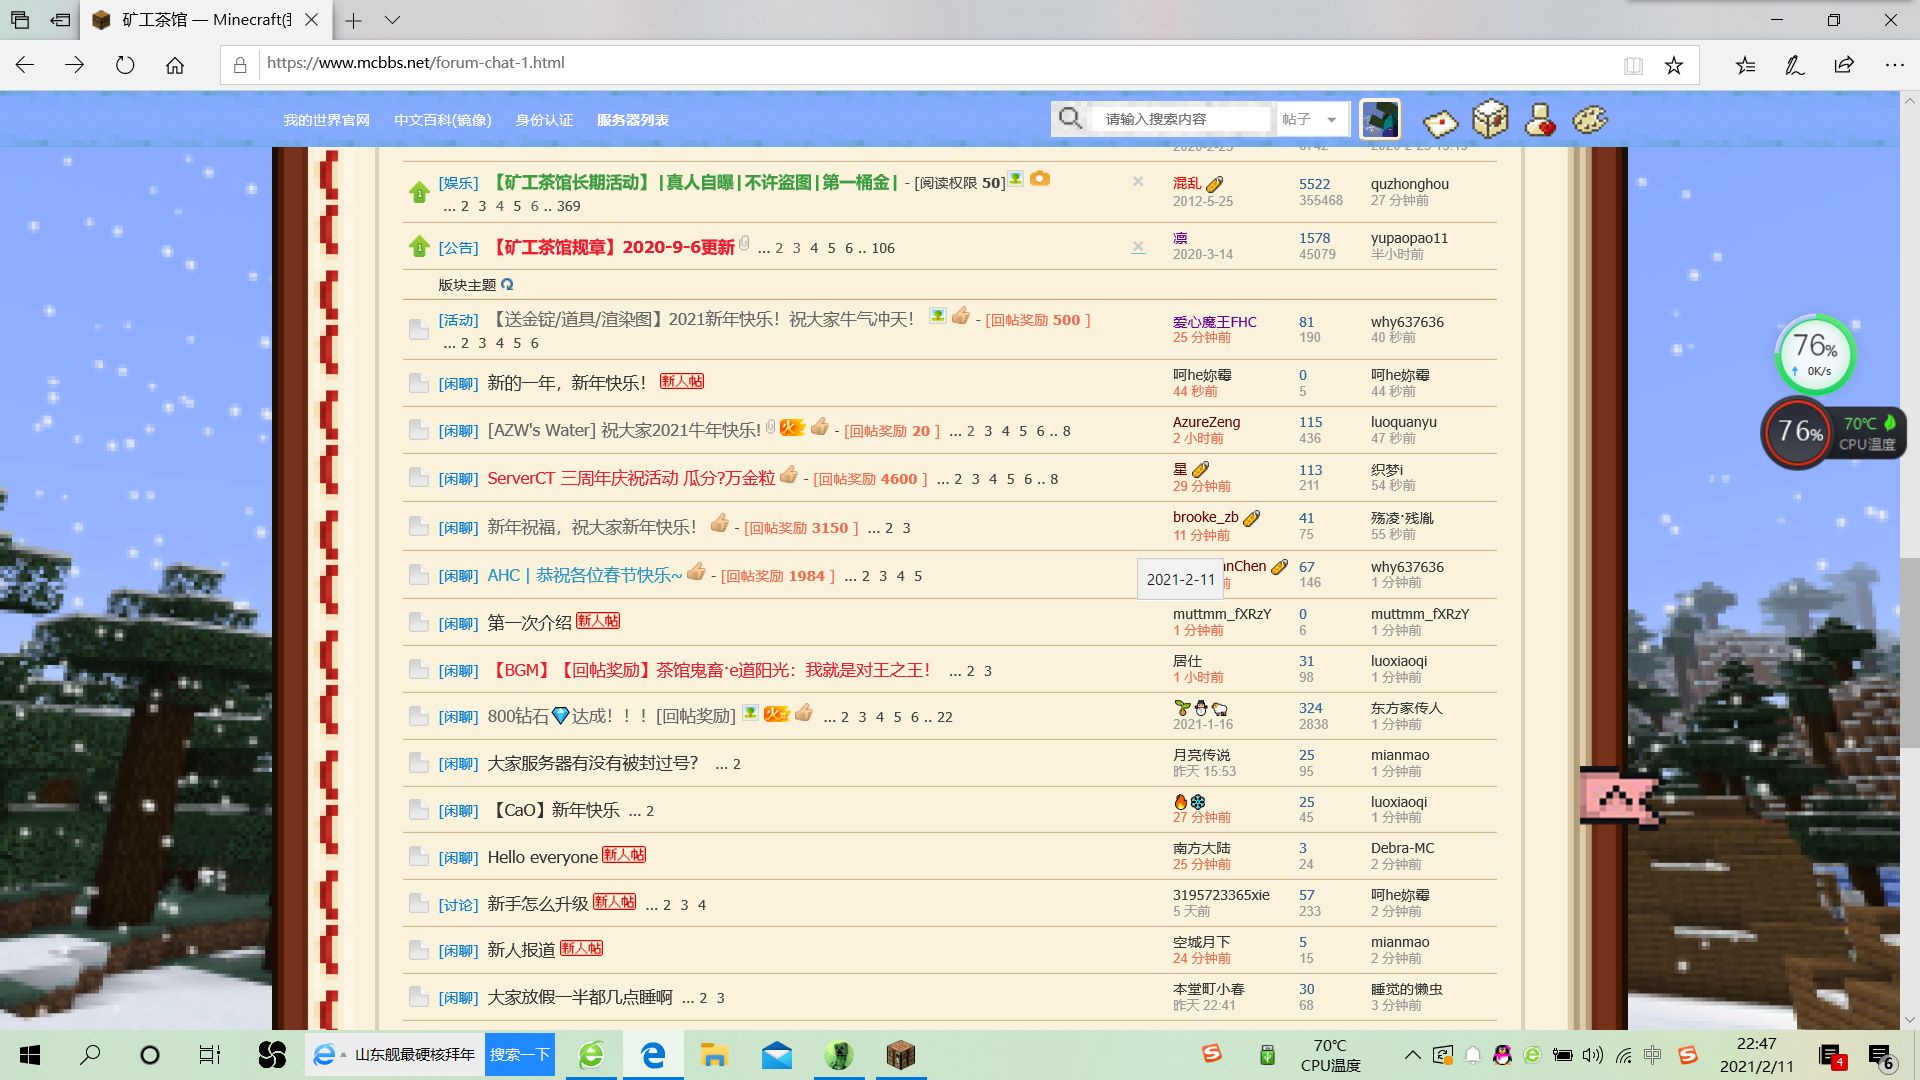 矿工茶馆 — Minecraft(
https://www.mcbbs.net/forum-chat-1.html
我的世界官网 中文百科(镜像) 身份认证 服务器列表 请输入搜索内容 帖子
[娱乐] 【矿工茶馆长期活动】|真人自曝|不许盗图|第一桶金| - [阅读权限 50] 混乱 5522 quzhonghou
... 2 3 4 5 6 .. 369 2012-5-25 355468 27 分钟前
[公告] 【矿工茶馆规章】2020-9-6更新 ... 2 3 4 5 6 .. 106 凛 1578 yupaopao11
2020-3-14 45079 半小时前
版块主题
[活动] 【送金锭/道具/渲染图】2021新年快乐！祝大家牛气冲天！ - [回帖奖励 500 ] 爱心魔王FHC 81 why637636
... 2 3 4 5 6 25 分钟前 190 40 秒前
[闲聊] 新的一年，新年快乐！ 新人帖 呵he妳霉 0 呵he妳霉
44 秒前 5 44 秒前
[闲聊] [AZW's Water] 祝大家2021牛年快乐! 火 - [回帖奖励 20 ] ... 2 3 4 5 6 .. 8 AzureZeng 115 luoquanyu
2 小时前 436 47 秒前
[闲聊] ServerCT 三周年庆祝活动 瓜分?万金粒 - [回帖奖励 4600 ] ... 2 3 4 5 6 .. 8 星 113 织梦i
29 分钟前 211 54 秒前
[闲聊] 新年祝福，祝大家新年快乐！ - [回帖奖励 3150 ] ... 2 3 brooke_zb 41 殇凌·残胤
11 分钟前 75 55 秒前
[闲聊] AHC | 恭祝各位春节快乐~ - [回帖奖励 1984 ] ... 2 3 4 5 nChen 67 why637636
2021-2-11 前 146 1 分钟前
[闲聊] 第一次介绍 新人帖 muttmm_fXRzY 0 muttmm_fXRzY
1 分钟前 6 1 分钟前
[闲聊] 【BGM】【回帖奖励】茶馆鬼畜·e道阳光：我就是对王之王！ ... 2 3 居仕 31 luoxiaoqi
1 小时前 98 1 分钟前
[闲聊] 800钻石💎达成！！！[回帖奖励] 火 ... 2 3 4 5 6 .. 22 🌱⛄🐑 324 东方家传人
2021-1-16 2838 1 分钟前
[闲聊] 大家服务器有没有被封过号？ ... 2 月亮传说 25 mianmao
昨天 15:53 95 1 分钟前
[闲聊] 【CaO】新年快乐 ... 2 🔥❄ 25 luoxiaoqi
27 分钟前 45 1 分钟前
[闲聊] Hello everyone 新人帖 南方大陆 3 Debra-MC
25 分钟前 24 2 分钟前
[讨论] 新手怎么升级 新人帖 ... 2 3 4 3195723365xie 57 呵he妳霉
5 天前 233 2 分钟前
[闲聊] 新人报道 新人帖 空城月下 5 mianmao
24 分钟前 15 2 分钟前
[闲聊] 大家放假一半都几点睡啊 ... 2 3 本堂町小春 30 睡觉的懒虫
昨天 22:41 68 3 分钟前
76%
0K/s
76% 70℃
CPU温度
山东舰最硬核拜年 搜索一下 70℃ 中 22:47
CPU温度 2021/2/11 4 6